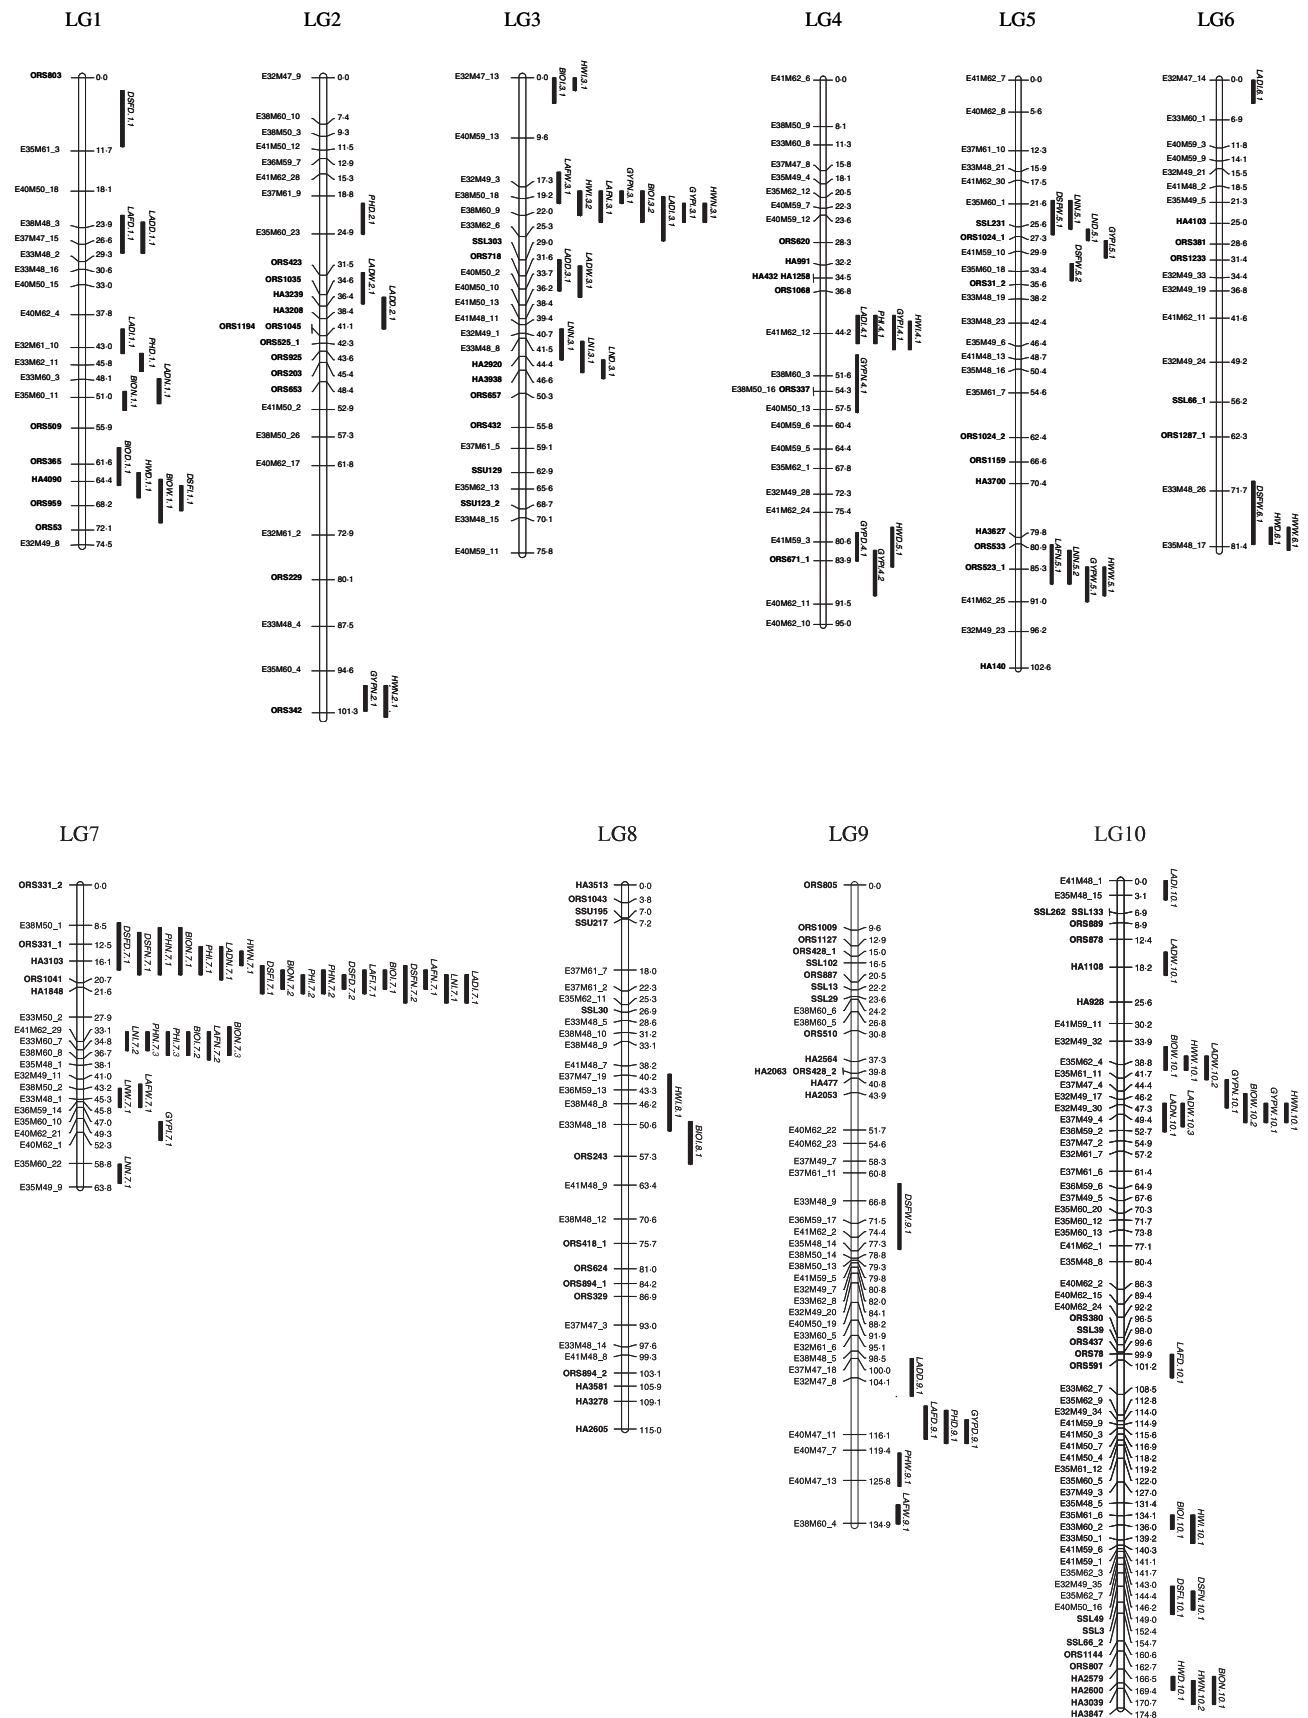 LG1
ORS803 0·0
E35M61_3 11·7
E40M50_18 18·1
E38M48_3 23·9
E37M47_15 26·6
E33M48_2 29·3
E33M48_16 30·6
E40M50_15 33·0
E40M62_4 37·8
E32M61_10 43·0
E33M62_11 45·8
E33M60_3 48·1
E35M60_11 51·0
ORS509 55·9
ORS365 61·6
HA4090 64·4
ORS959 68·2
ORS53 72·1
E32M49_8 74·5
DSFD.1.1
LAFD.1.1
LADD.1.1
LADI.1.1
PHD.1.1
LADN.1.1
BION.1.1
BIOD.1.1
HWD.1.1
BIOW.1.1
DSFI.1.1
LG2
E32M47_9 0·0
E38M60_10 7·4
E38M50_3 9·3
E41M50_12 11·5
E36M59_7 12·9
E41M62_28 15·3
E37M61_9 18·8
E35M60_23 24·9
ORS423 31·5
ORS1035 34·6
HA3239 36·4
HA3208 38·4
ORS1194 ORS1045 41·1
ORS525_1 42·3
ORS925 43·6
ORS203 45·4
ORS653 48·4
E41M50_2 52·9
E38M50_26 57·3
E40M62_17 61·8
E32M61_2 72·9
ORS229 80·1
E33M48_4 87·5
E35M60_4 94·6
ORS342 101·3
PHD.2.1
LADW.2.1
LADD.2.1
GYPN.2.1
HWN.2.1
LG3
E32M47_13 0·0
E40M59_13 9·6
E32M49_3 17·3
E38M50_18 19·2
E38M60_9 22·0
E33M62_6 25·3
SSL303 29·0
ORS718 31·6
E40M50_2 33·7
E40M50_10 36·2
E41M50_13 38·4
E41M48_11 39·4
E32M49_1 40·7
E33M48_8 41·5
HA2920 44·4
HA3938 46·6
ORS657 50·3
ORS432 55·8
E37M61_5 59·1
SSU129 62·9
E35M62_13 65·6
SSU123_2 68·7
E33M48_15 70·1
E40M59_11 75·8
BIOI.3.1
HWI.3.1
LAFW.3.1
HWI.3.2
LAFN.3.1
GYPN.3.1
BIOI.3.2
LADI.3.1
GYPI.3.1
HWN.3.1
LADD.3.1
LADW.3.1
LNN.3.1
LNI.3.1
LND.3.1
LG4
E41M62_6 0·0
E38M50_9 8·1
E33M60_8 11·3
E37M47_8 15·8
E35M49_4 18·1
E35M62_12 20·5
E40M59_7 22·3
E40M59_12 23·6
ORS620 28·3
HA991 32·2
HA432 HA1258 34·5
ORS1068 36·8
E41M62_12 44·2
E38M60_3 51·6
E38M50_16 ORS337 54·3
E40M50_13 57·5
E40M59_6 60·4
E40M59_5 64·4
E35M62_1 67·8
E32M49_28 72·3
E41M62_24 75·4
E41M59_3 80·6
ORS671_1 83·9
E40M62_11 91·5
E40M62_10 95·0
LADI.4.1
PHI.4.1
GYPI.4.1
HWI.4.1
GYPN.4.1
GYPD.4.1
GYPI.4.2
HWD.5.1
LG5
E41M62_7 0·0
E40M62_8 5·6
E37M61_10 12·3
E33M48_21 15·9
E41M62_30 17·5
E35M60_1 21·6
SSL231 25·6
ORS1024_1 27·3
E41M59_10 29·9
E35M60_18 33·4
ORS31_2 35·6
E33M48_19 38·2
E33M48_23 42·4
E35M49_6 46·4
E41M48_13 48·7
E35M48_16 50·4
E35M61_7 54·6
ORS1024_2 62·4
ORS1159 66·6
HA3700 70·4
HA3627 79·8
ORS533 80·9
ORS523_1 85·3
E41M62_25 91·0
E32M49_23 96·2
HA140 102·6
DSFW.5.1
LNN.5.1
LND.5.1
GYPI.5.1
DSFW.5.2
LAFN.5.1
LNN.5.2
GYPW.5.1
HWW.5.1
LG6
E32M47_14 0·0
E33M60_1 6·9
E40M59_3 11·8
E40M59_9 14·1
E32M49_21 15·5
E41M48_2 18·5
E35M49_5 21·3
HA4103 25·0
ORS381 28·6
ORS1233 31·4
E32M49_33 34·4
E32M49_19 36·8
E41M62_11 41·6
E32M49_24 49·2
SSL66_1 56·2
ORS1287_1 62·3
E33M48_26 71·7
E35M48_17 81·4
LADI.6.1
DSFW.6.1
HWD.6.1
HWW.6.1
LG7
ORS331_2 0·0
E38M50_1 8·5
ORS331_1 12·5
HA3103 16·1
ORS1041 20·7
HA1848 21·6
E33M50_2 27·9
E41M62_29 33·1
E33M60_7 34·8
E38M60_8 36·7
E35M48_1 38·1
E32M49_11 41·0
E38M50_2 43·2
E33M48_1 45·3
E36M59_14 45·8
E35M60_10 47·0
E40M62_21 49·3
E40M62_1 52·3
E35M60_22 58·8
E35M49_9 63·8
DSFD.7.1
DSFN.7.1
PHN.7.1
BION.7.1
PHI.7.1
LADN.7.1
HWN.7.1
DSFI.7.1
BION.7.2
PHI.7.2
PHN.7.2
DSFD.7.2
LAFI.7.1
BIOI.7.1
DSFN.7.2
LAFN.7.1
LNI.7.1
LADI.7.1
LNI.7.2
PHN.7.3
PHI.7.3
BIOI.7.2
LAFN.7.2
BION.7.3
LNW.7.1
LAFW.7.1
GYPI.7.1
LNN.7.1
LG8
HA3513 0·0
ORS1043 3·8
SSU195 7·0
SSU217 7·2
E37M61_7 18·0
E37M61_2 22·3
E35M62_11 25·3
SSL30 26·9
E33M48_5 28·6
E38M48_10 31·2
E38M48_9 33·1
E41M48_7 38·2
E37M47_19 40·2
E36M59_13 43·3
E38M48_8 46·2
E33M48_18 50·6
ORS243 57·3
E41M48_9 63·4
E38M48_12 70·6
ORS418_1 75·7
ORS624 81·0
ORS894_1 84·2
ORS329 86·9
E37M47_3 93·0
E33M48_14 97·6
E41M48_8 99·3
ORS894_2 103·1
HA3581 105·9
HA3278 109·1
HA2605 115·0
HWI.8.1
BIOI.8.1
LG9
ORS805 0·0
ORS1009 9·6
ORS1127 12·9
ORS428_1 15·0
SSL102 16·5
ORS887 20·5
SSL13 22·2
SSL29 23·6
E38M60_6 24·2
E38M60_5 26·8
ORS510 30·8
HA2564 37·3
HA2063 ORS428_2 39·8
HA477 40·8
HA2053 43·9
E40M62_22 51·7
E40M62_23 54·6
E37M49_7 58·3
E37M61_11 60·8
E33M48_9 66·8
E36M59_17 71·5
E41M62_2 74·4
E35M48_14 77·3
E38M50_14 78·8
E38M50_13 79·3
E41M59_5 79·8
E32M49_7 80·8
E33M62_8 82·0
E32M49_20 84·1
E40M50_19 88·2
E33M60_5 91·9
E32M61_6 95·1
E38M48_5 98·5
E37M47_18 100·0
E32M47_8 104·1
E40M47_11 116·1
E40M47_7 119·4
E40M47_13 125·8
E38M60_4 134·9
DSFW.9.1
LADD.9.1
LAFD.9.1
PHD.9.1
GYPD.9.1
PHW.9.1
LAFW.9.1
LG10
E41M48_1 0·0
E35M48_15 3·1
SSL262 SSL133 6·9
ORS889 8·9
ORS878 12·4
HA1108 18·2
HA928 25·6
E41M59_11 30·2
E32M49_32 33·9
E35M62_4 38·8
E35M61_11 41·7
E37M47_4 44·4
E32M49_17 46·2
E32M49_30 47·3
E37M49_4 49·4
E36M59_2 52·7
E37M47_2 54·9
E32M61_7 57·2
E37M61_6 61·4
E36M59_6 64·9
E37M49_5 67·6
E35M60_20 70·3
E35M60_12 71·7
E35M60_13 73·8
E41M62_1 77·1
E35M48_8 80·4
E40M62_2 86·3
E40M62_15 89·4
E40M62_24 92·2
ORS380 96·5
SSL39 98·0
ORS437 99·6
ORS78 99·9
ORS591 101·2
E33M62_7 108·5
E35M62_9 112·8
E32M49_34 114·0
E41M59_9 114·9
E41M50_3 115·6
E41M50_7 116·9
E41M50_4 118·2
E35M61_12 119·2
E35M60_5 122·0
E37M49_3 127·0
E35M48_5 131·4
E35M61_6 134·1
E33M60_2 136·0
E33M50_1 139·2
E41M59_6 140·3
E41M59_1 141·1
E35M62_3 141·7
E32M49_35 143·0
E35M62_7 144·4
E40M50_16 146·2
SSL49 149·0
SSL3 152·4
SSL66_2 154·7
ORS1144 160·6
ORS807 162·7
HA2579 166·5
HA2600 169·4
HA3039 170·7
HA3847 174·8
LADI.10.1
LADW.10.1
BIOW.10.1
HWW.10.1
LADW.10.2
GYPN.10.1
BIOW.10.2
GYPW.10.1
HWN.10.1
LADN.10.1
LADW.10.3
LAFD.10.1
BIOI.10.1
HWI.10.1
DSFI.10.1
DSFN.10.1
HWD.10.1
HWN.10.2
BION.10.1